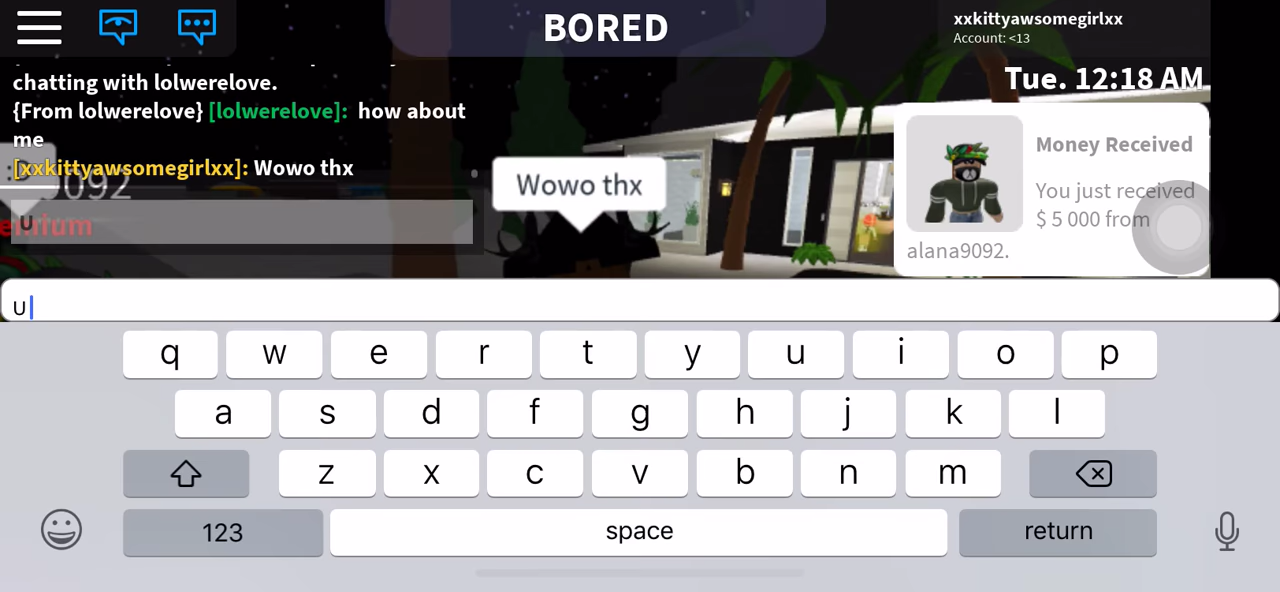 BORED
xxkittyawsomegirlxx
Account: <13
chatting with lolwerelove.
Tue. 12:18 AM
{From lolwerelove} [lolwerelove]: how about
me
[xxkittyawsomegirlxx]: Wowo thx
Wowo thx
Money Received
You just received
$ 5 000 from
alana9092.
9092
U
U
q w e r t y u i o p
a s d f g h j k l
z x c v b n m
123 space return